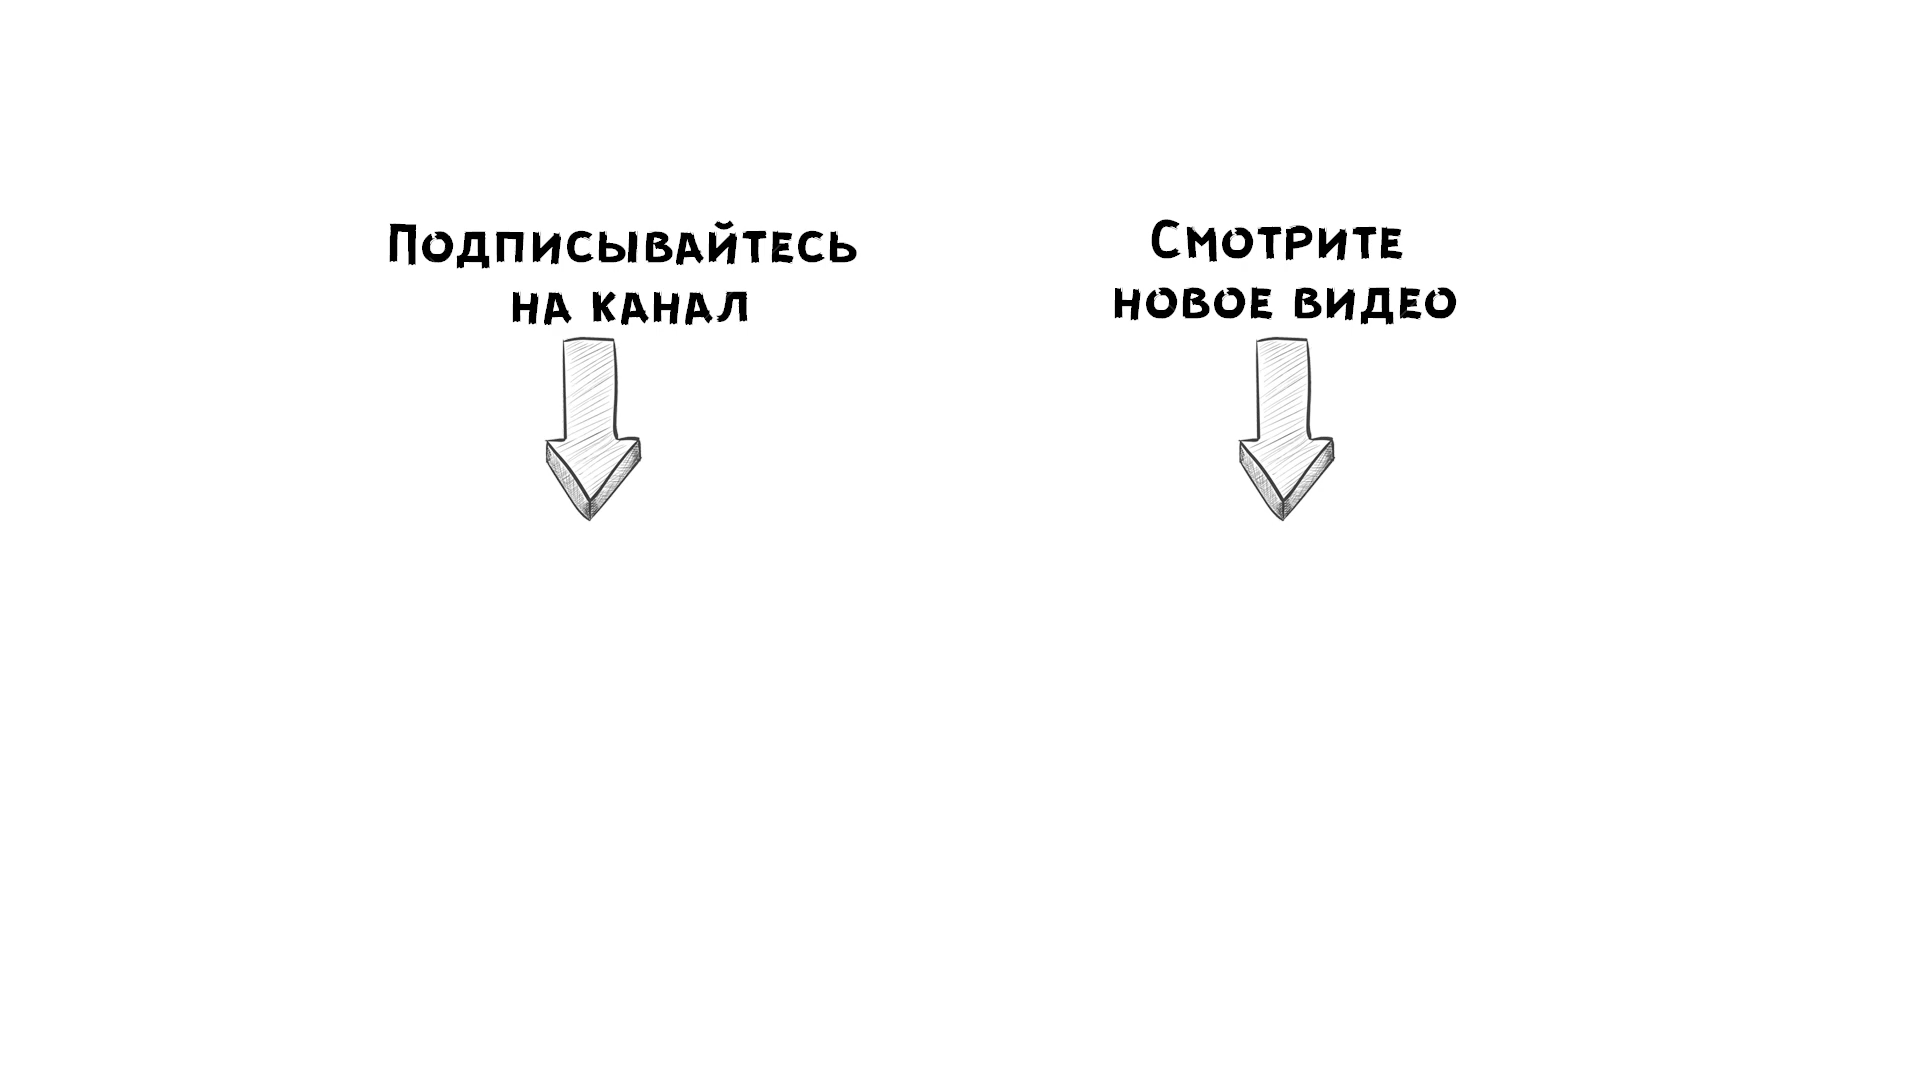 Подписывайтесь
на канал
Смотрите
новое видео